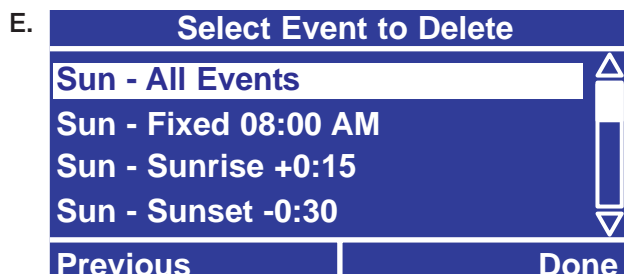 E.
Select Event to Delete
Sun - All Events
Sun - Fixed 08:00 AM
Sun - Sunrise +0:15
Sun - Sunset -0:30
Previous Done